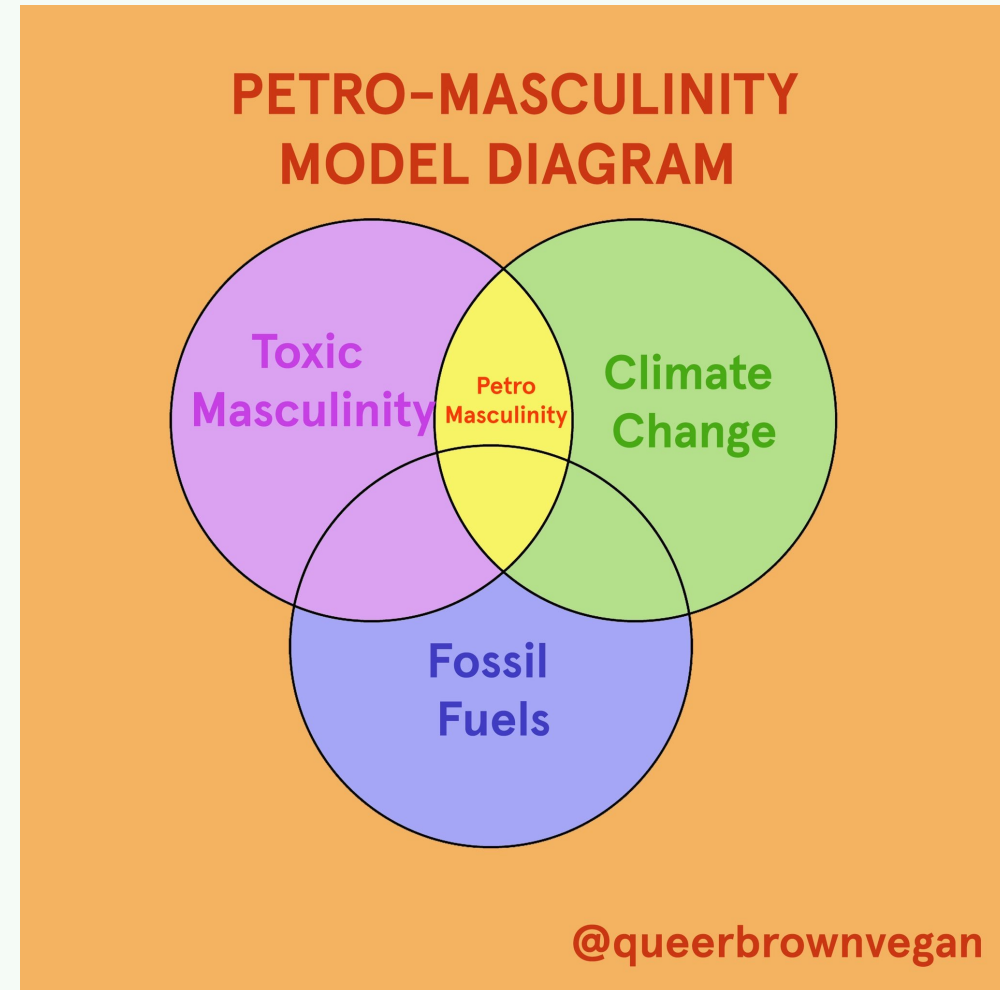 PETRO-MASCULINITY
MODEL DIAGRAM
Toxic
Masculinity
Petro
Masculinity
Climate
Change
Fossil
Fuels
@queerbrownvegan